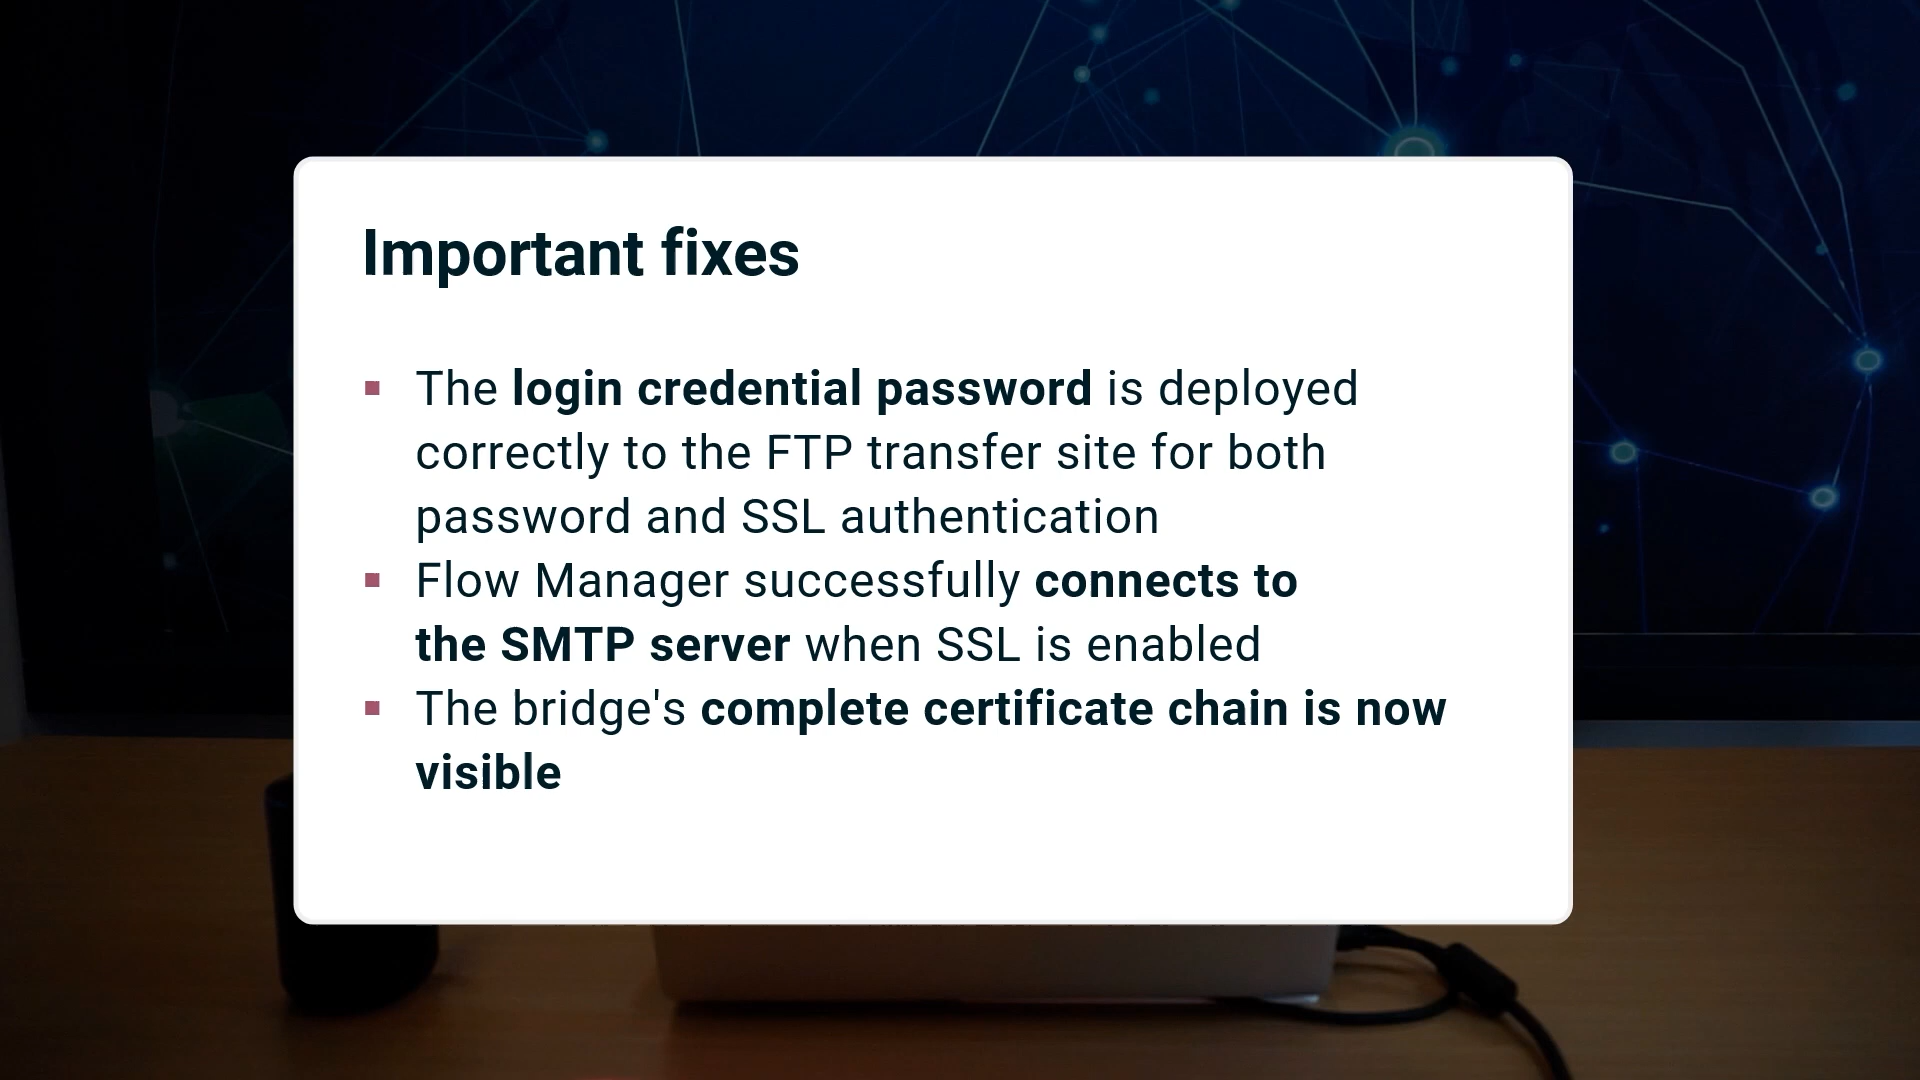 Important fixes
The login credential password is deployed
correctly to the FTP transfer site for both
password and SSL authentication
Flow Manager successfully connects to
the SMTP server when SSL is enabled
The bridge's complete certificate chain is now
visible